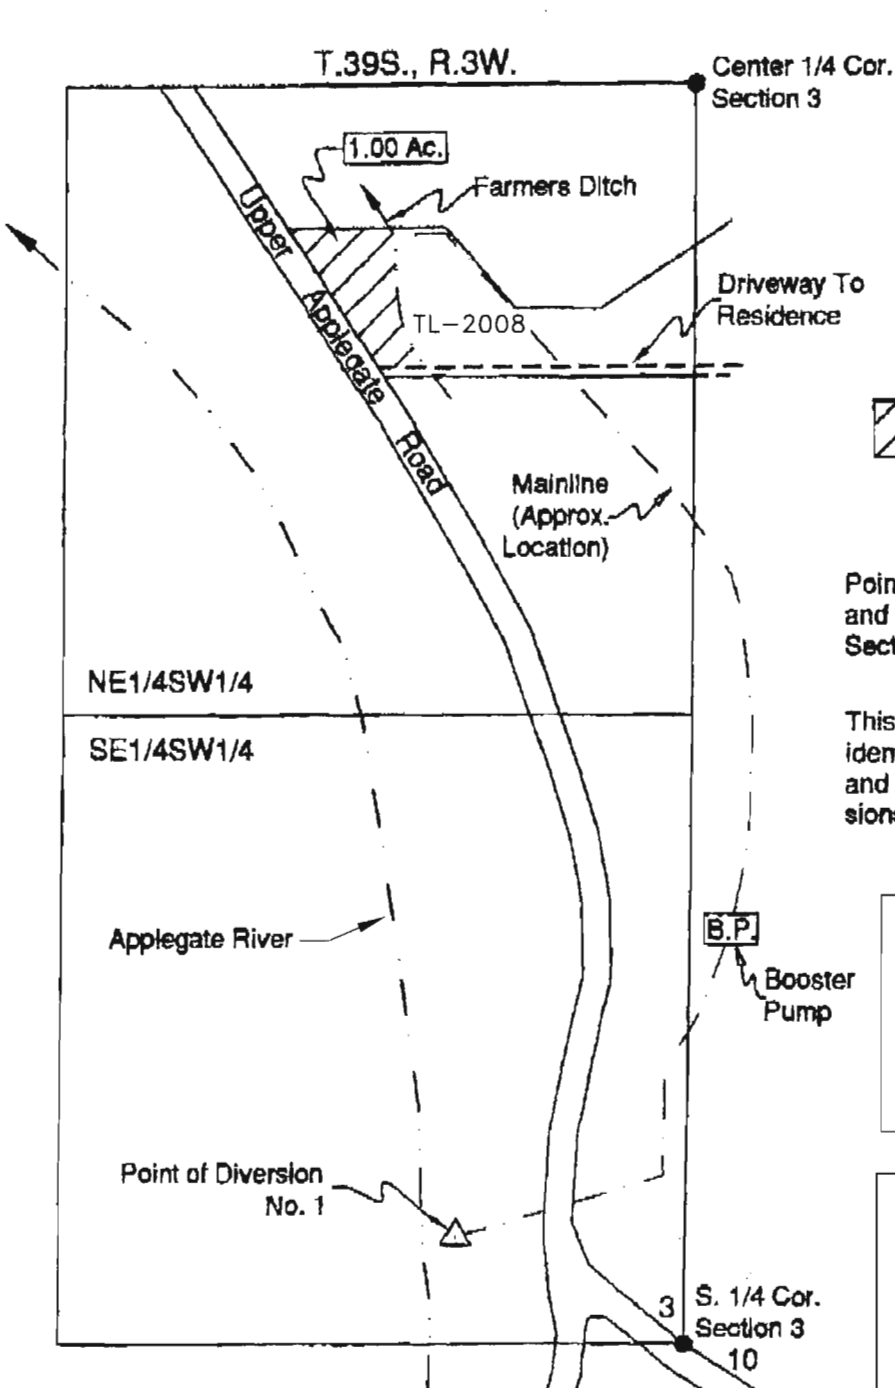 T.39S., R.3W.
Center 1/4 Cor.
Section 3
1.00 Ac.
Farmers Ditch
Upper
Applegate
Road
Driveway To
Residence
TL-2008
Mainline
(Approx.
Location)
Poin
and
Sect
NE1/4SW1/4
SE1/4SW1/4
This
iden
and
sions
Applegate River
B.P.
Booster
Pump
Point of Diversion
No. 1
3
S. 1/4 Cor.
Section 3
10